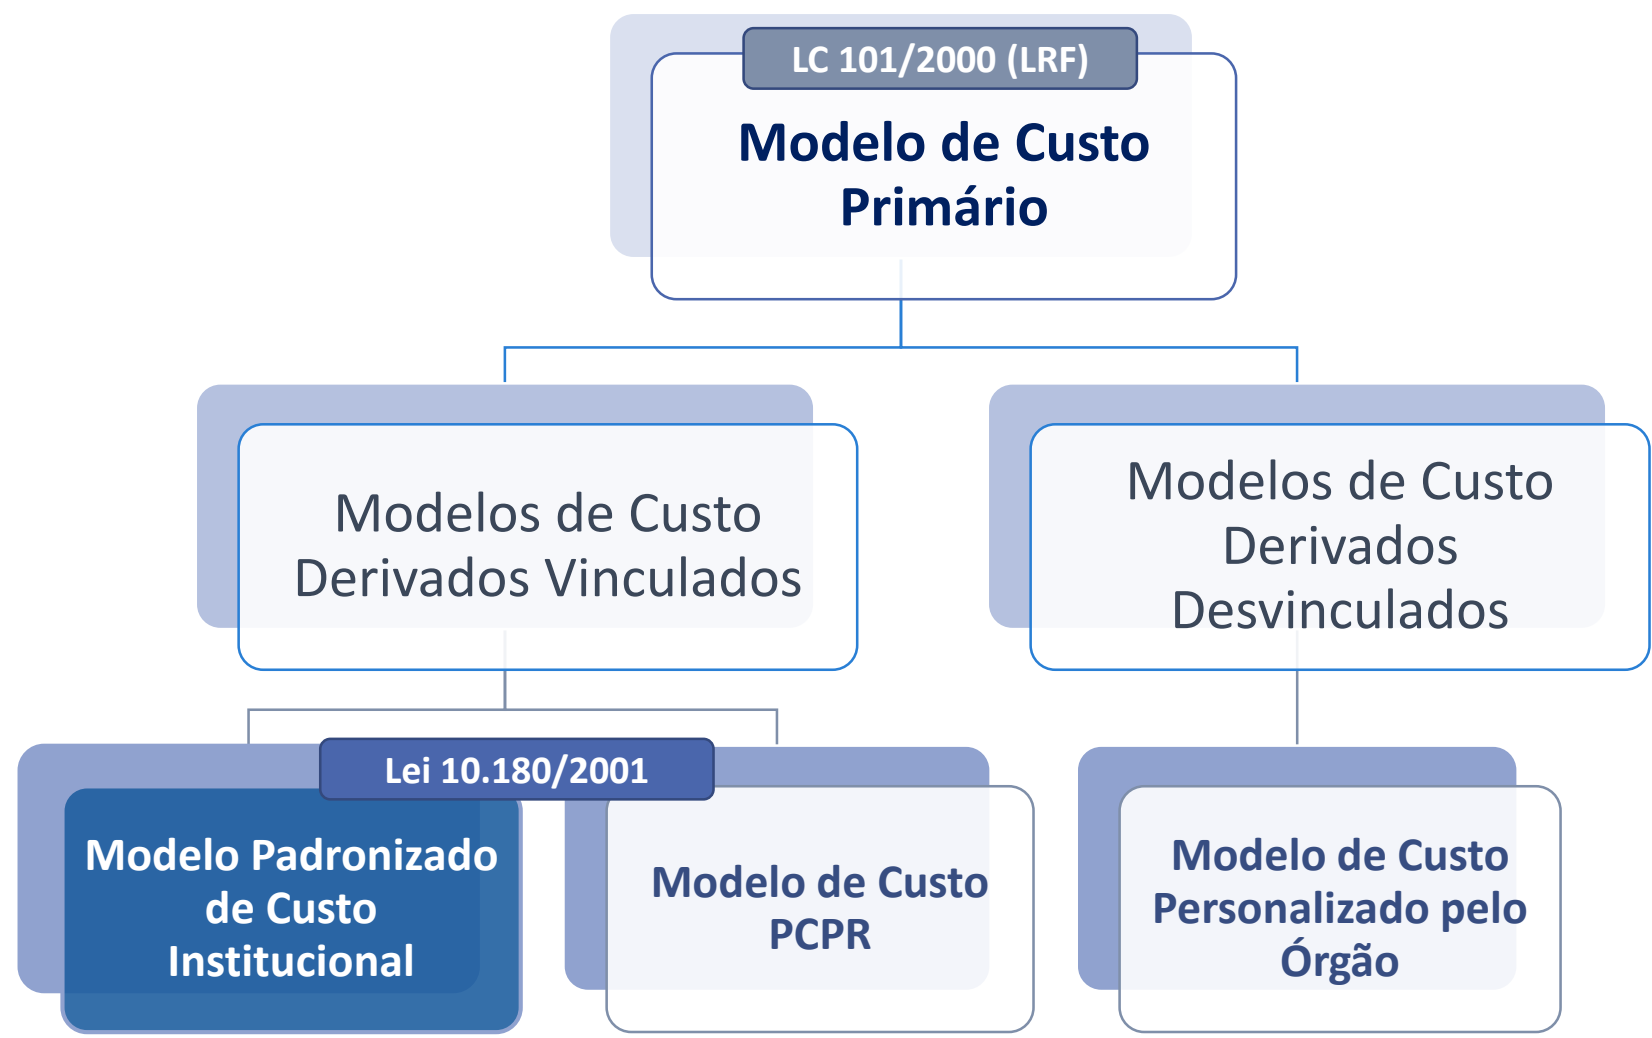 LC 101/2000 (LRF)
Modelo de Custo
Primário
Modelos de Custo
Derivados Vinculados
Modelos de Custo
Derivados
Desvinculados
Lei 10.180/2001
Modelo Padronizado
de Custo
Institucional
Modelo de Custo
PCPR
Modelo de Custo
Personalizado pelo
Órgão